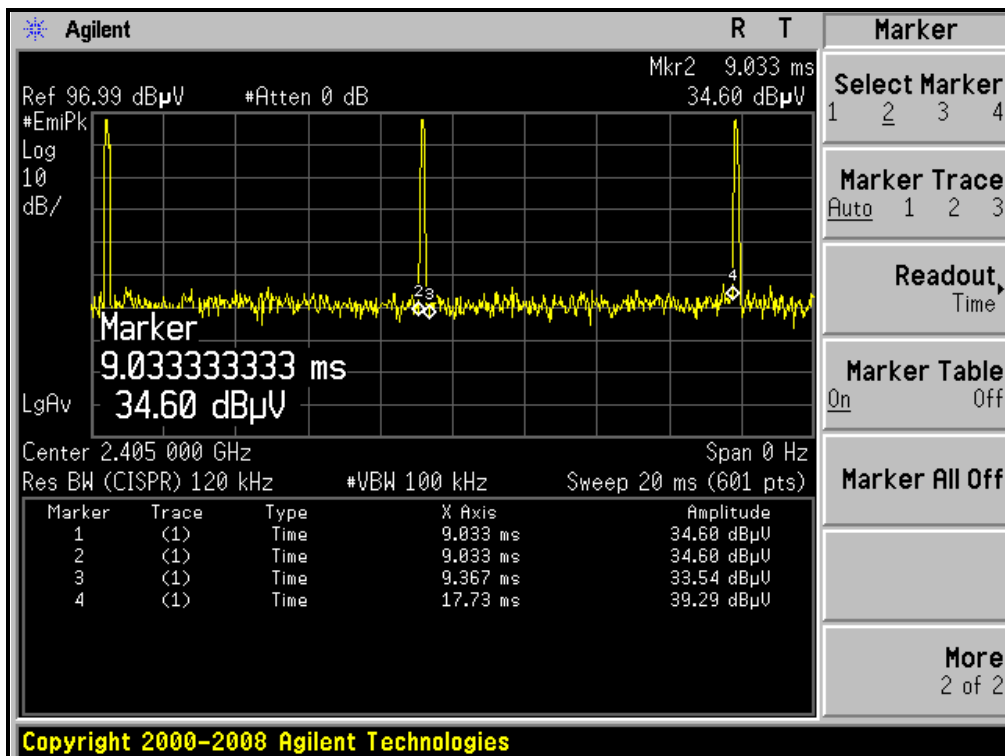 Agilent R T
Mkr2 9.033 ms
Ref 96.99 dBµV #Atten 0 dB 34.60 dBµV
#EmiPk
Log
10
dB/
2 3 4
Marker
9.033333333 ms
34.60 dBµV
LgAv
Center 2.405 000 GHz Span 0 Hz
Res BW (CISPR) 120 kHz #VBW 100 kHz Sweep 20 ms (601 pts)
Marker Trace Type X Axis Amplitude
1 (1) Time 9.033 ms 34.60 dBµV
2 (1) Time 9.033 ms 34.60 dBµV
3 (1) Time 9.367 ms 33.54 dBµV
4 (1) Time 17.73 ms 39.29 dBµV
Marker
Select Marker
1 2 3 4
Marker Trace
Auto 1 2 3
Readout
Time
Marker Table
On Off
Marker All Off
More
2 of 2
Copyright 2000-2008 Agilent Technologies